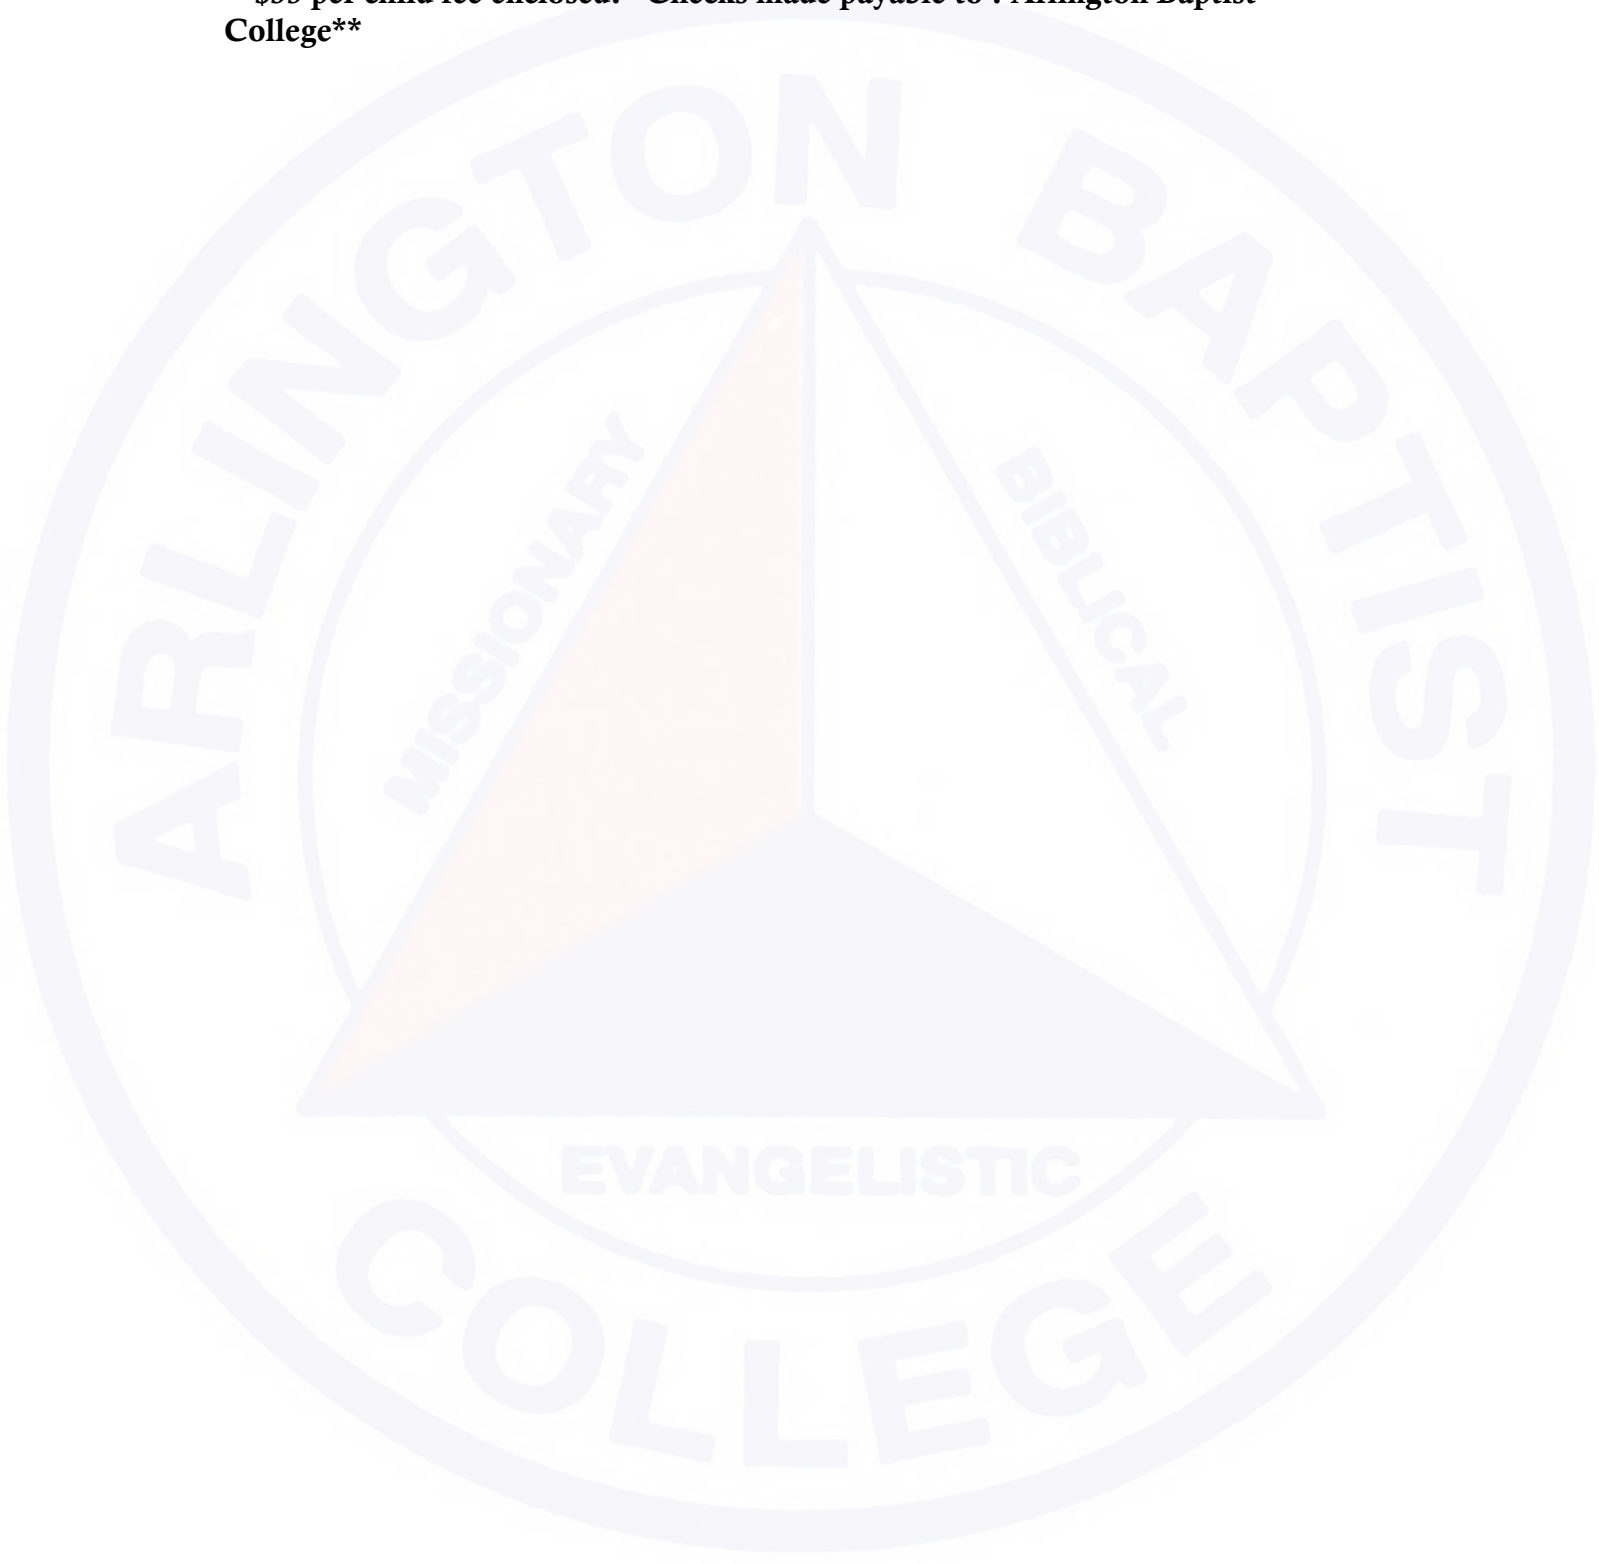 per child fee enclosed. Checks made payable to : Arlington Baptist
College**
ARLINGTON BAPTIST
MISSIONARY
BIBLICAL
EVANGELISTIC
COLLEGE